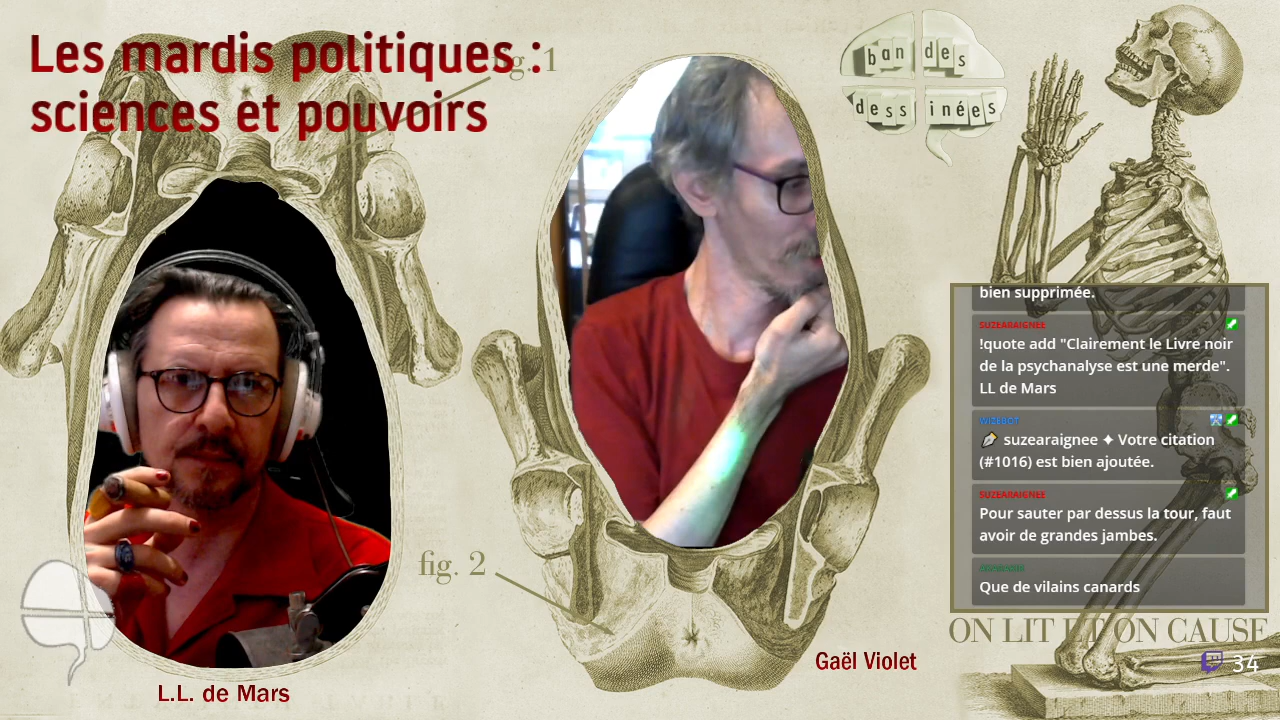 Les mardis politiques :
sciences et pouvoirs
fig. 1
ban des
dess inées
bien supprimée.
SUZEARAIGNEE
!quote add "Clairement le Livre noir
de la psychanalyse est une merde".
LL de Mars
WIZEBOT
suzearaignee ✦ Votre citation
(#1016) est bien ajoutée.
SUZEARAIGNEE
Pour sauter par dessus la tour, faut
avoir de grandes jambes.
Que de vilains canards
fig. 2
ON LIT ET ON CAUSE
34
Gaël Violet
L.L. de Mars